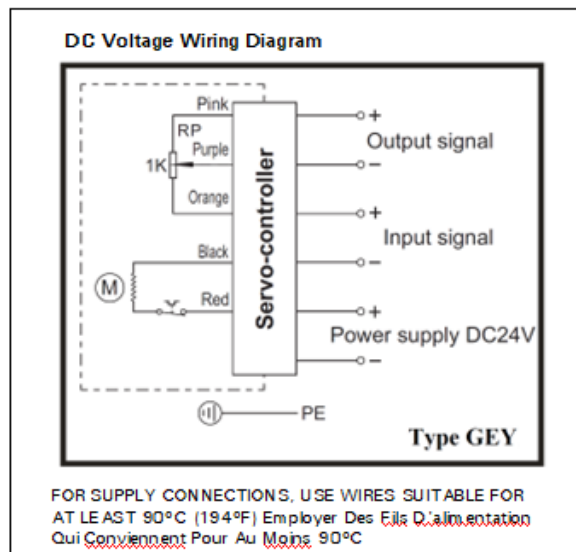 DC Voltage Wiring Diagram
Pink
RP
1K
Purple
Orange
Black
M
Red
Servo-controller
+
Output signal
−
+
Input signal
−
+
Power supply DC24V
−
PE
Type GEY
FOR SUPPLY CONNECTIONS, USE WIRES SUITABLE FOR
AT LEAST 90°C (194°F) Employer Des Fils D'alimentation
Qui Conviennent Pour Au Moins 90°C